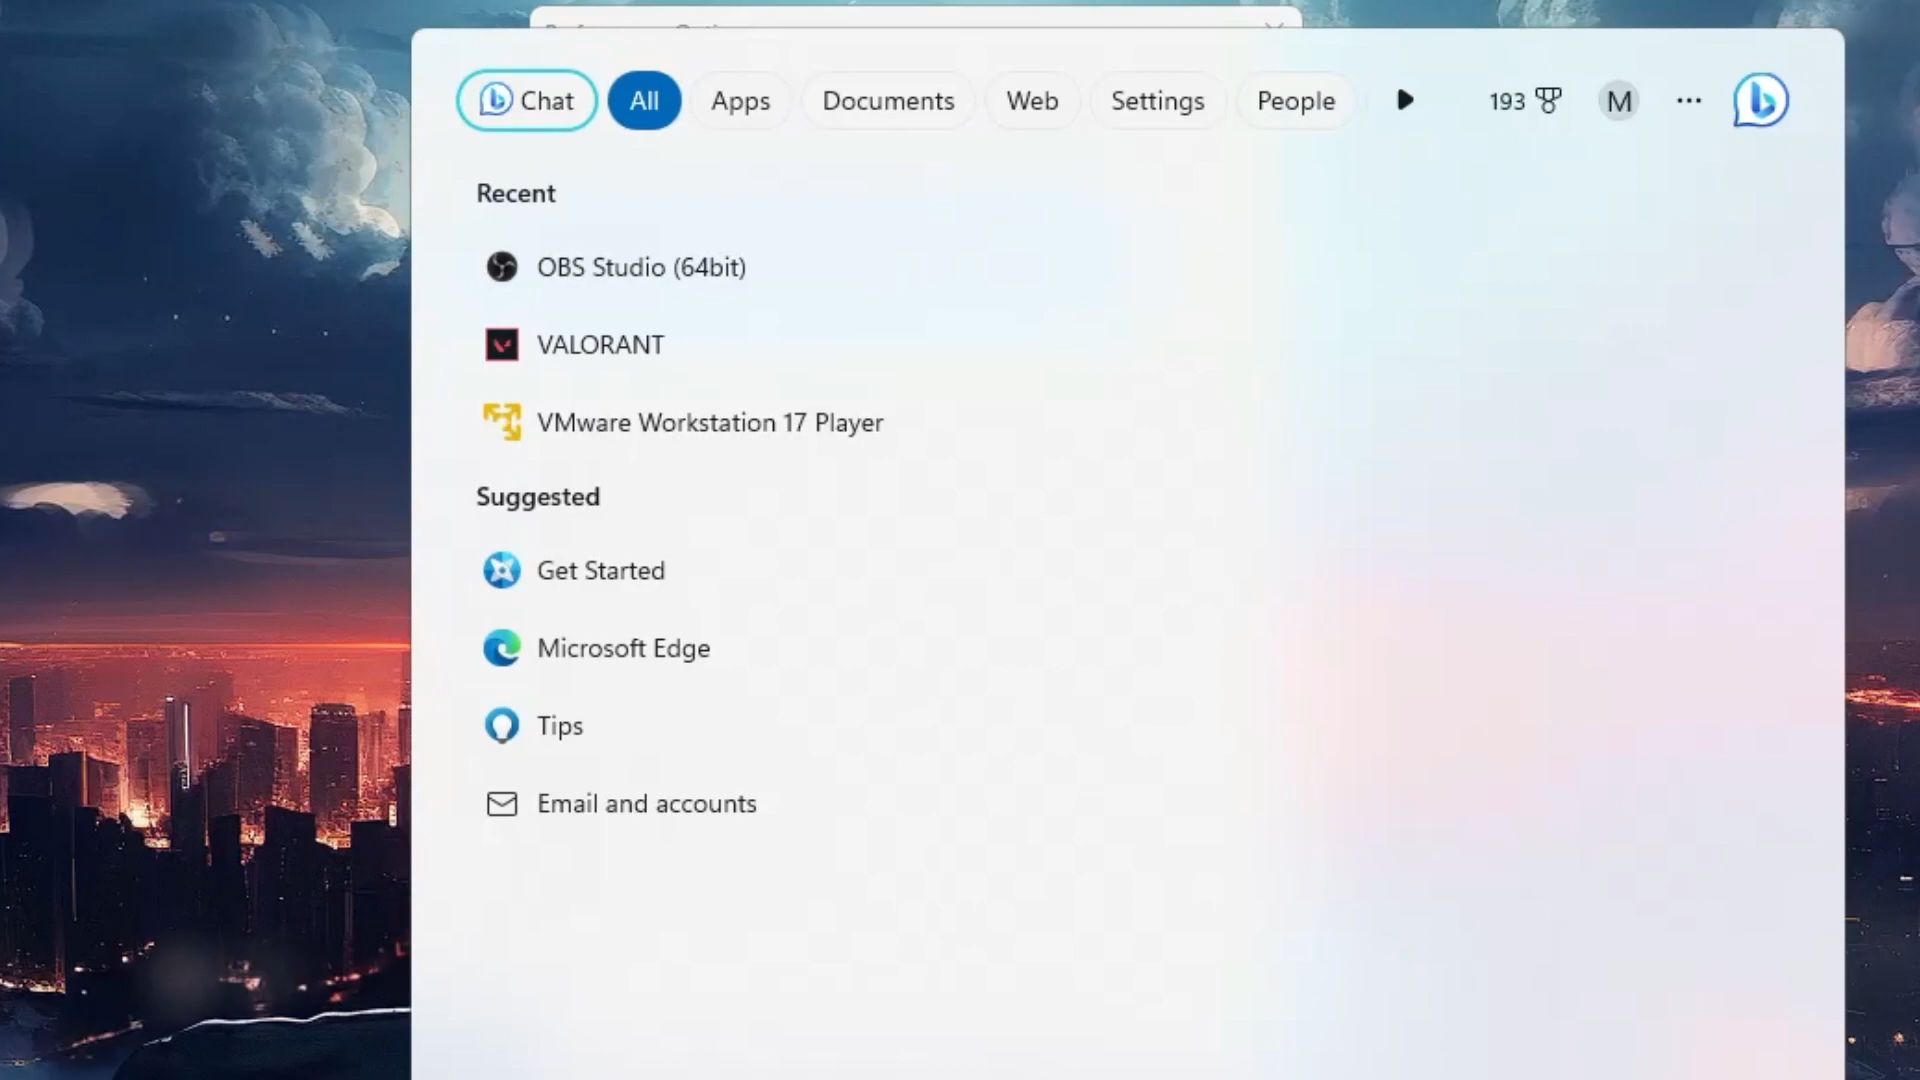 Chat All Apps Documents Web Settings People 193 M
Recent
OBS Studio (64bit)
VALORANT
VMware Workstation 17 Player
Suggested
Get Started
Microsoft Edge
Tips
Email and accounts